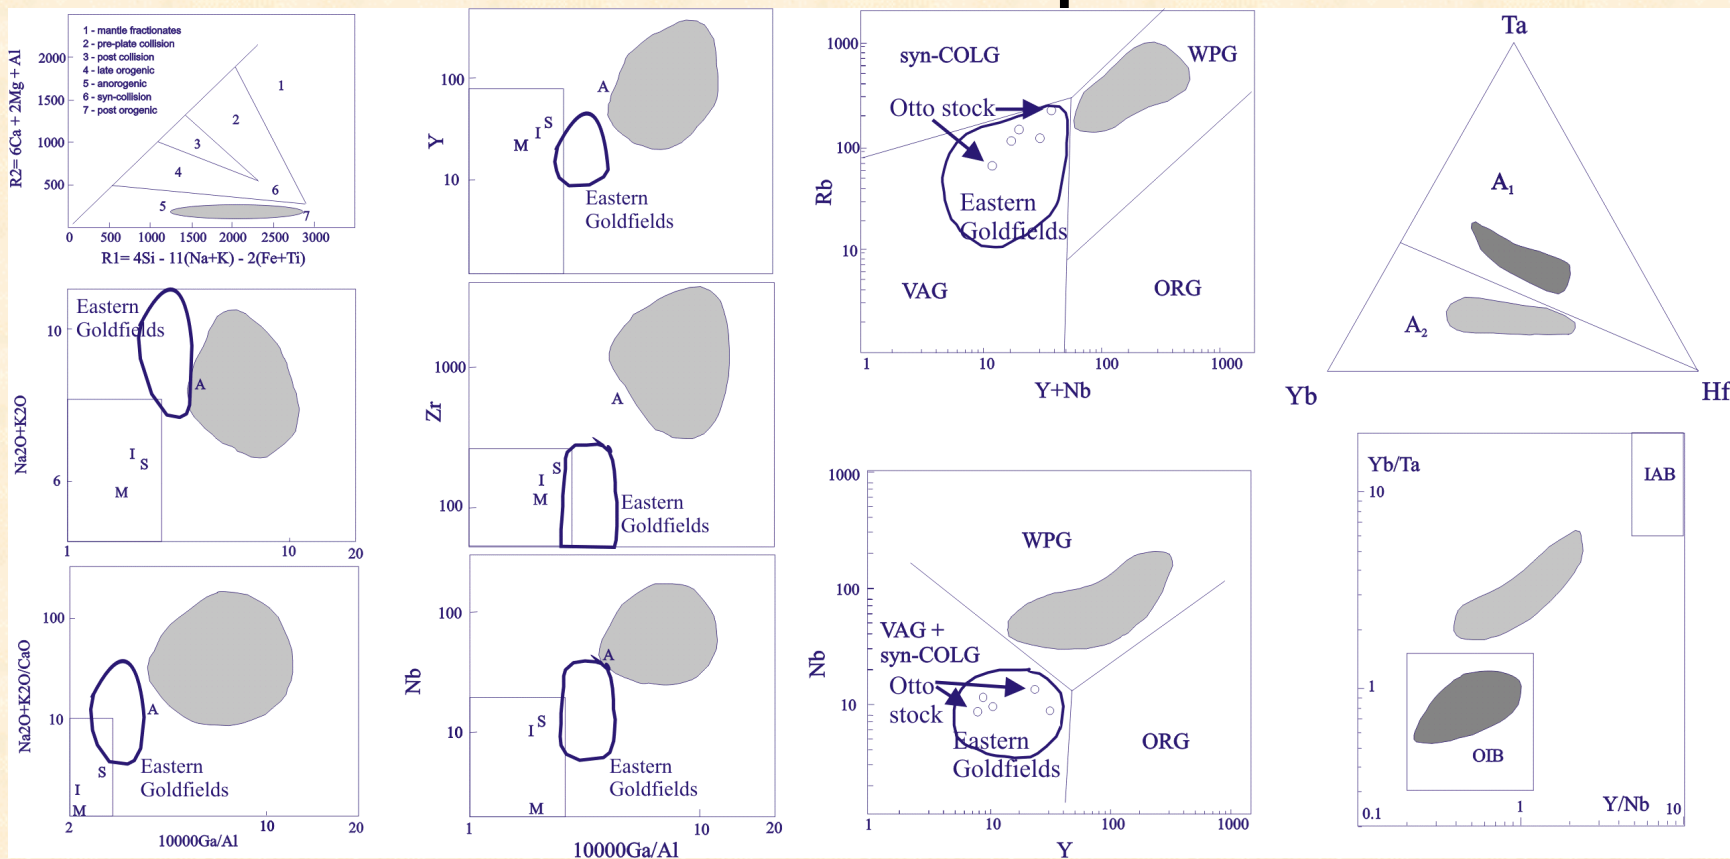 1 - mantle fractionates
2 - pre-plate collision
3 - post collision
4 - late orogenic
5 - anorogenic
6 - syn-collision
7 - post orogenic
R2= 6Ca + 2Mg + Al
2000
1500
1000
500
1
2
3
4
5
6
7
0 500 1000 1500 2000 2500 3000
R1= 4Si - 11(Na+K) - 2(Fe+Ti)
Eastern
Goldfields
Na2O+K2O
10
6
A
I
S
M
1 10 20
Na2O+K2O/CaO
100
10
A
S
I
M
Eastern
Goldfields
2 10 20
10000Ga/Al
Y
100
10
A
S
I
M
Eastern
Goldfields
Zr
1000
100
A
S
I
M
Eastern
Goldfields
Nb
100
10
A
S
I
M
Eastern
Goldfields
1 10 20
10000Ga/Al
Rb
1000
100
10
syn-COLG
WPG
Otto stock
Eastern
Goldfields
VAG
ORG
1 10 100 1000
Y+Nb
Nb
1000
100
10
WPG
VAG +
syn-COLG
Otto
stock
Eastern
Goldfields
ORG
1 10 100 1000
Y
Ta
A1
A2
Yb
Hf
Yb/Ta
IAB
10
1
OIB
0.1
1
Y/Nb
10